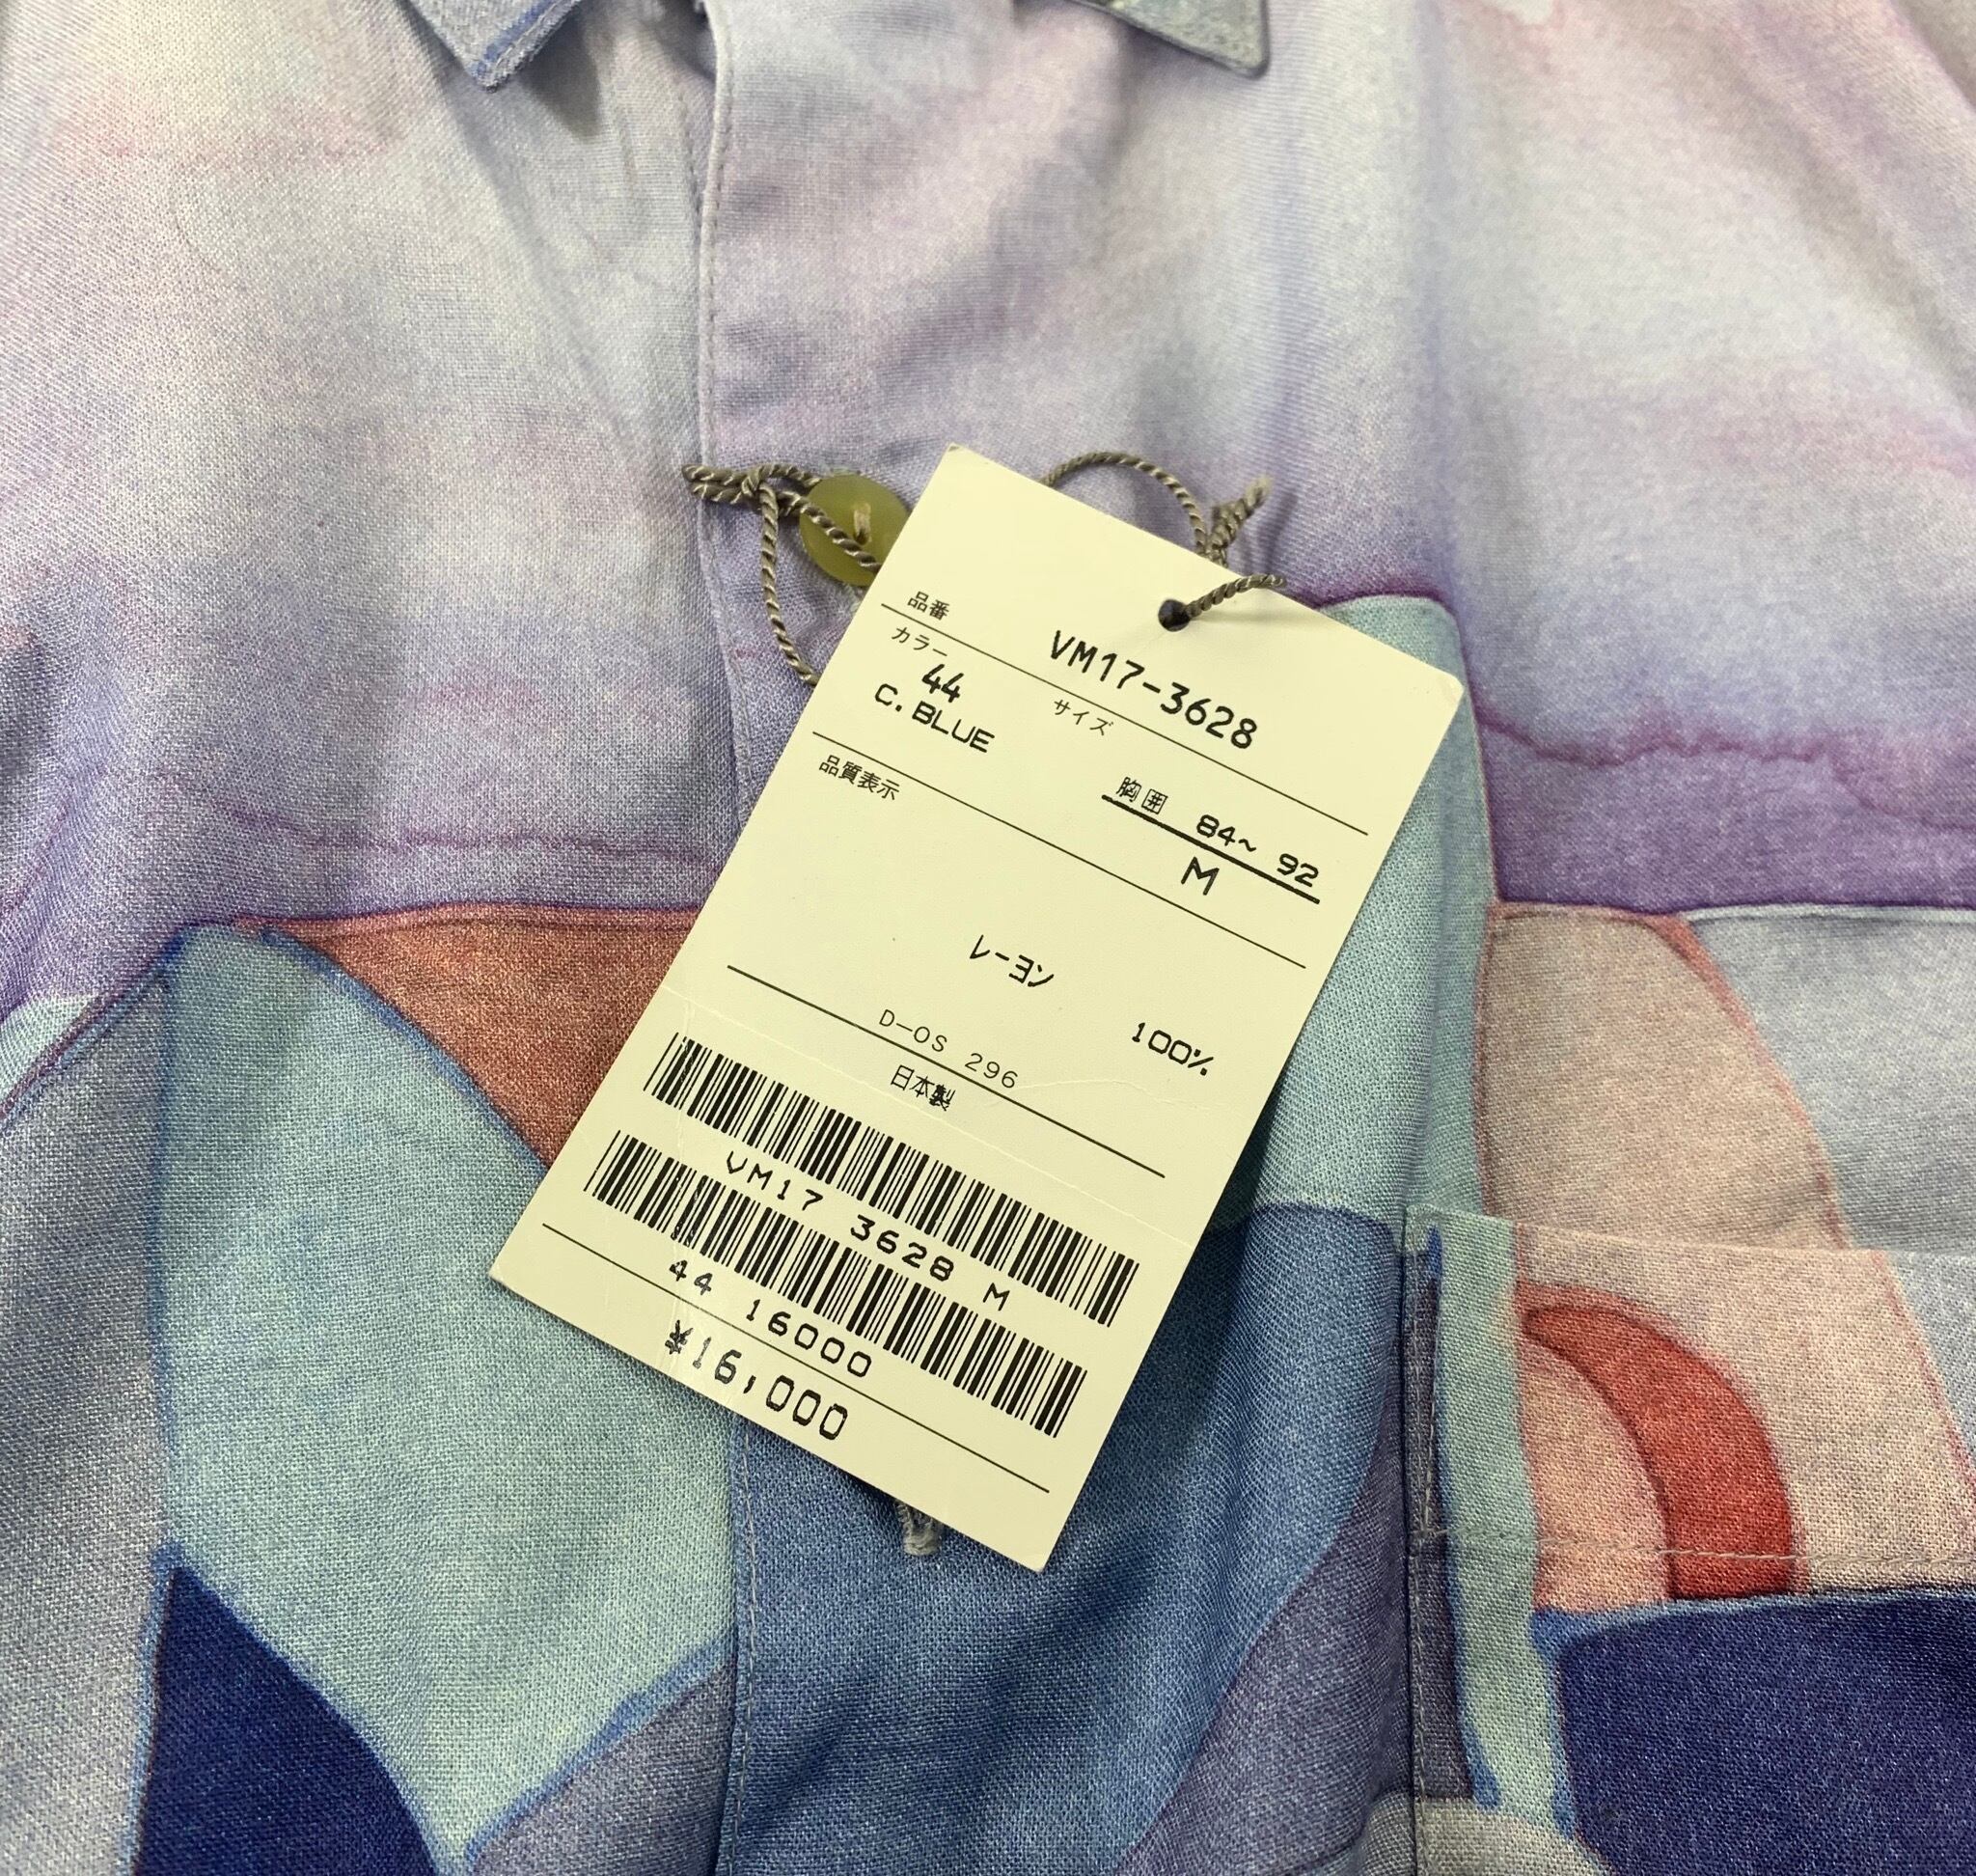 品番
VM17-3628
カラー
44
C. BLUE
サイズ
胸囲 84~ 92
M
品質表示
レーヨン
100%
D-OS 296
日本製
VM17 3628 M
44 16000
¥16,000